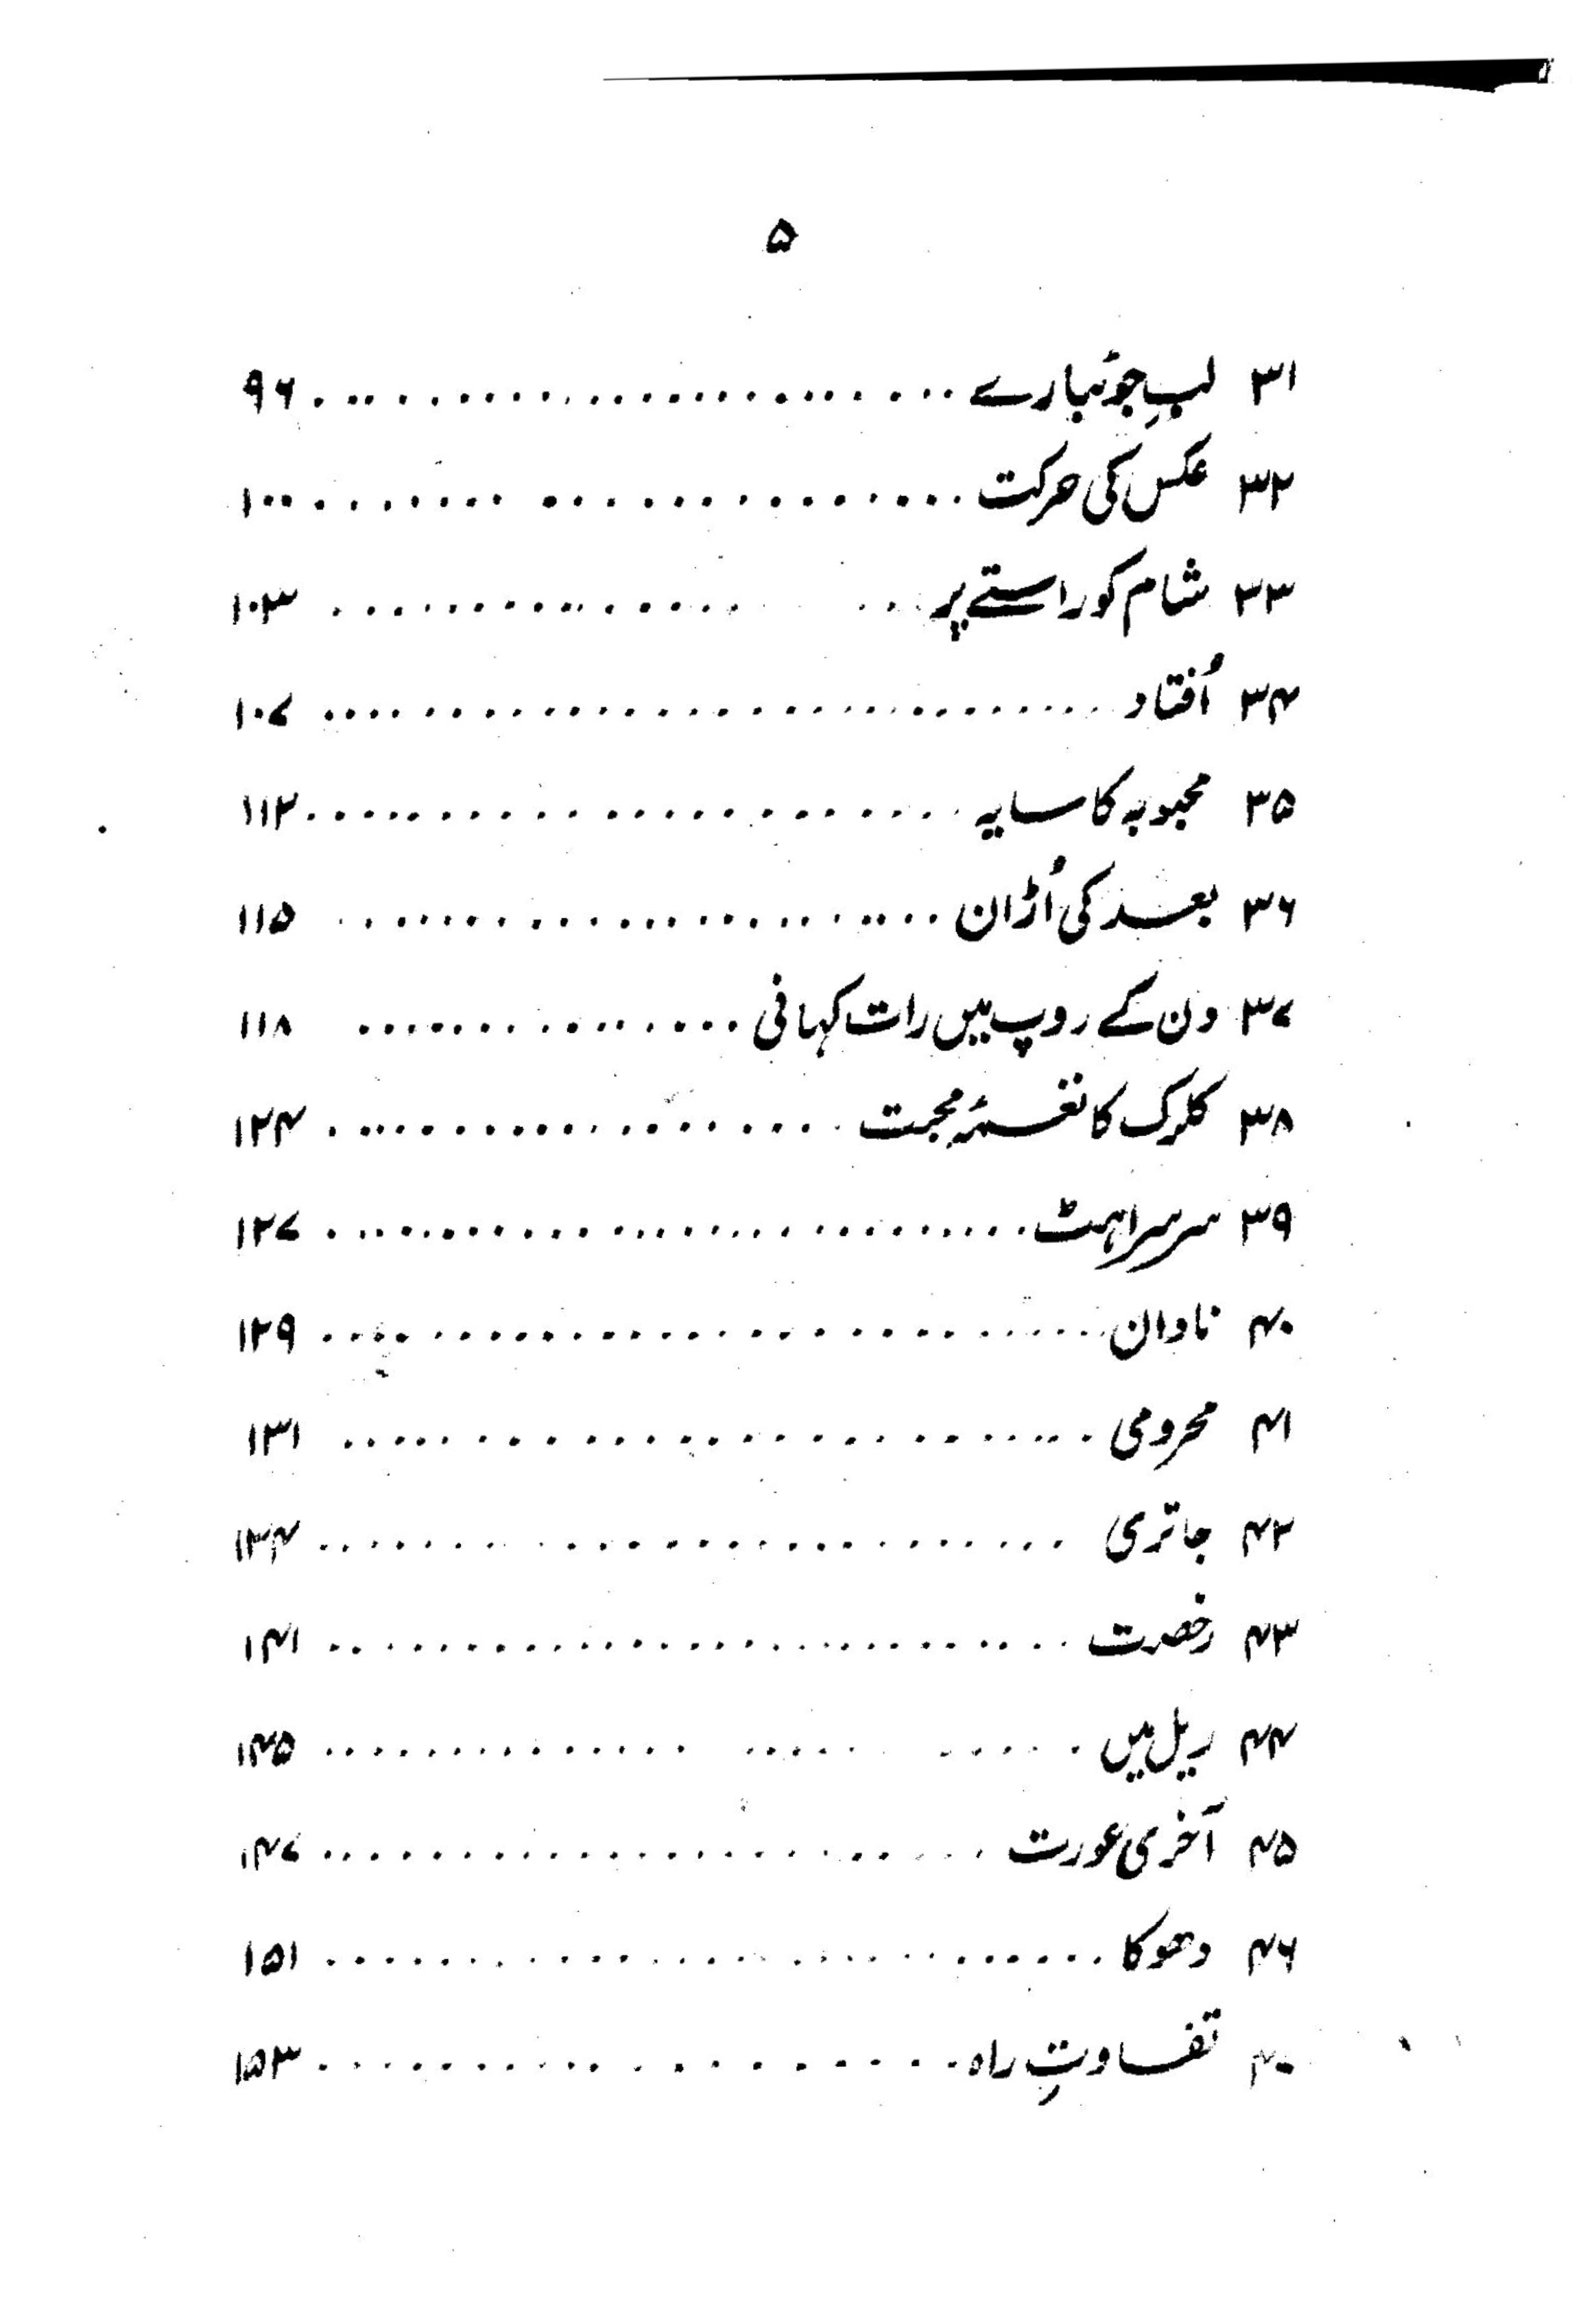 ۵
۳۱ لبِ جوئبارے ........................ ۹۶
۳۲ عکس کی حرکت ........................ ۱۰۰
۳۳ شام کو راستے پر ........................ ۱۰۳
۳۴ اُفتاد ........................ ۱۰۷
۳۵ محبوبہ کا سایہ ........................ ۱۱۲
۳۶ بعد کی اُڑان ........................ ۱۱۵
۳۷ دن کے روپ میں رات کہانی ........................ ۱۱۸
۳۸ کلرک کا نغمۂ محبت ........................ ۱۲۴
۳۹ سرسراہٹ ........................ ۱۲۷
۴۰ نادان ........................ ۱۲۹
۴۱ محرومی ........................ ۱۳۱
۴۲ جاتری ........................ ۱۳۴
۴۳ رخصت ........................ ۱۴۱
۴۴ ریل میں ........................ ۱۴۵
۴۵ آخری عورت ........................ ۱۴۷
۴۶ دھوکا ........................ ۱۵۱
تفاوتِ راہ ........................ ۱۵۳